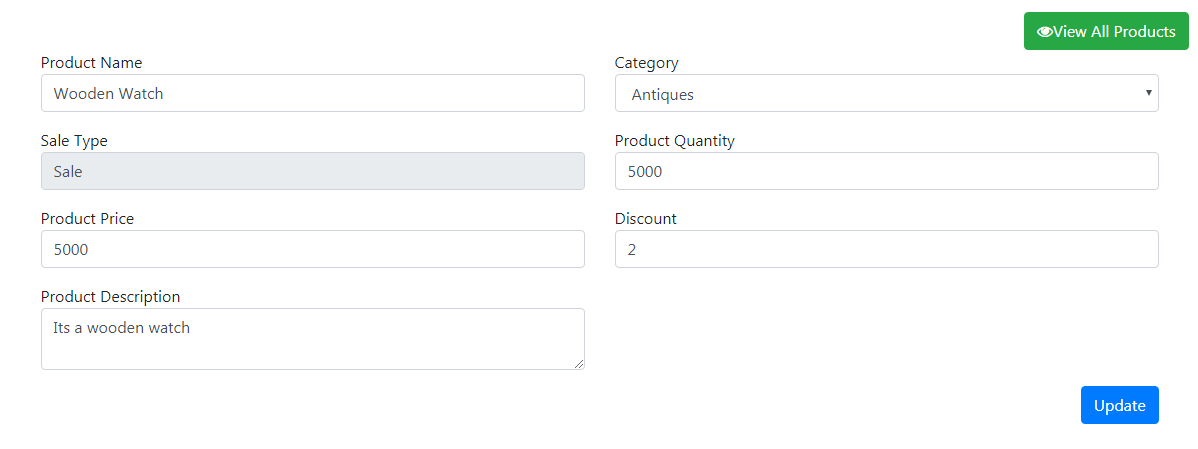 View All Products
Product Name
Category
Wooden Watch
Antiques
Sale Type
Product Quantity
Sale
5000
Product Price
Discount
5000
2
Product Description
Its a wooden watch
Update